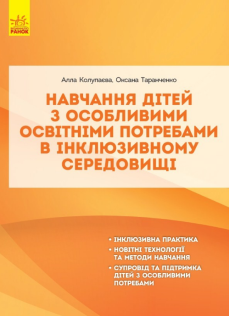 РАНОК
Алла Колупаєва, Оксана Таранченко
НАВЧАННЯ ДІТЕЙ
З ОСОБЛИВИМИ
ОСВІТНІМИ ПОТРЕБАМИ
В ІНКЛЮЗИВНОМУ
СЕРЕДОВИЩІ
• ІНКЛЮЗИВНА ПРАКТИКА
• НОВІТНІ ТЕХНОЛОГІЇ
ТА МЕТОДИ НАВЧАННЯ
• СУПРОВІД ТА ПІДТРИМКА
ДІТЕЙ З ОСОБЛИВИМИ
ПОТРЕБАМИ